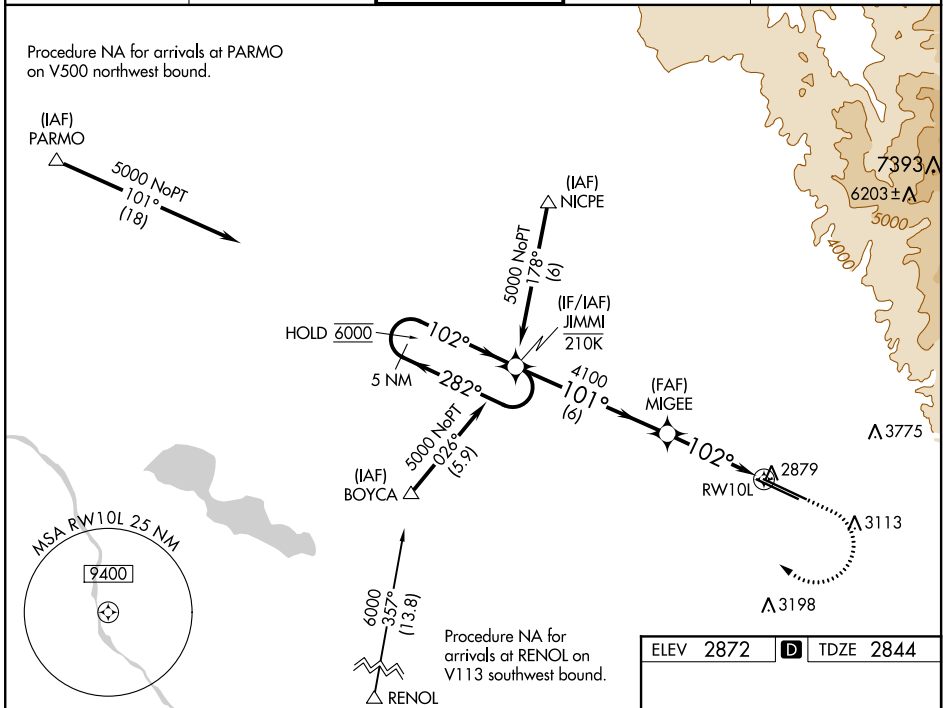 Procedure NA for arrivals at PARMO
on V500 northwest bound.
(IAF)
PARMO
5000 NoPT
101°
(18)
(IAF)
NICPE
5000 NoPT
178°
(6)
7393
6203±
5000
4000
(IF/IAF)
JIMMI
210K
HOLD 6000
102°
5 NM
282°
4100
101°
(6)
(FAF)
MIGEE
102°
3775
2879
RW10L
3113
3198
5000 NoPT
026°
(5.9)
(IAF)
BOYCA
MSA RW10L 25 NM
9400
6000
357°
(13.8)
RENOL
Procedure NA for
arrivals at RENOL on
V113 southwest bound.
ELEV 2872 D TDZE 2844